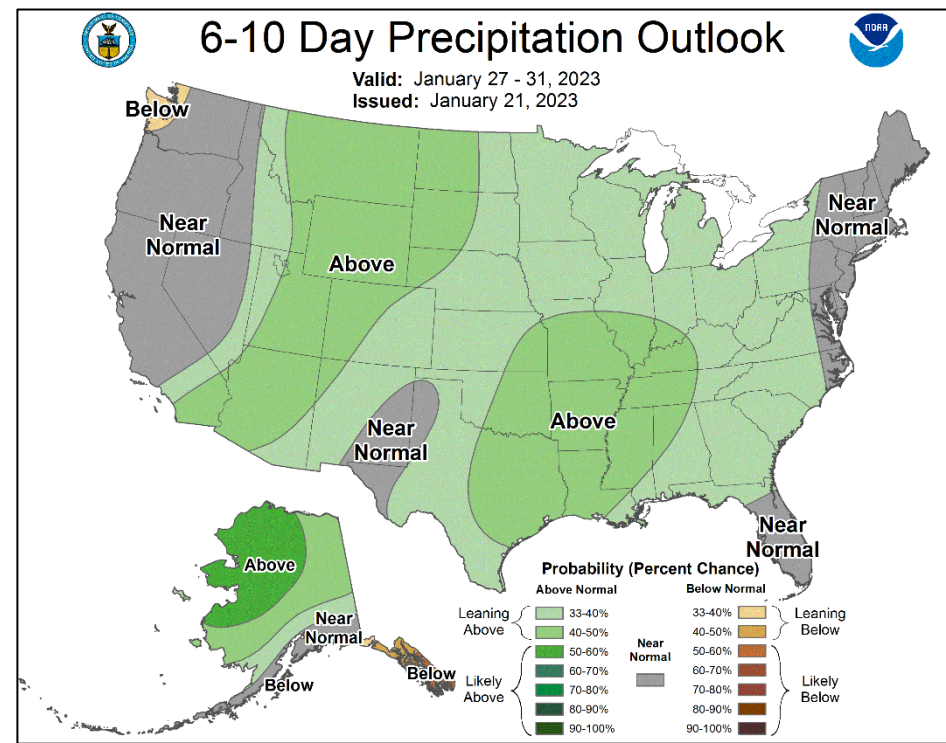 NOAA
6-10 Day Precipitation Outlook
Valid: January 27 - 31, 2023
Issued: January 21, 2023
Below
Near
Normal
Above
Near
Normal
Near
Normal
Above
Near
Normal
Above
Near
Normal
Below
Below
Probability (Percent Chance)
Above Normal
Below Normal
Leaning
Above
33-40%
40-50%
Likely
Above
50-60%
60-70%
70-80%
80-90%
90-100%
Near
Normal
33-40%
40-50%
Leaning
Below
50-60%
60-70%
70-80%
80-90%
90-100%
Likely
Below